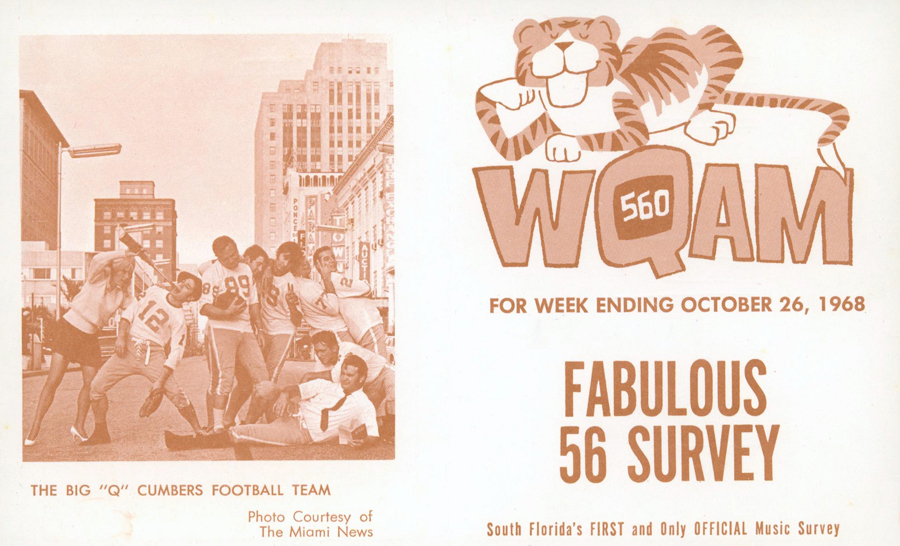 12
88
THE BIG "Q" CUMBERS FOOTBALL TEAM
Photo Courtesy of
The Miami News
WQAM
560
FOR WEEK ENDING OCTOBER 26, 1968
FABULOUS
56 SURVEY
South Florida's FIRST and Only OFFICIAL Music Survey